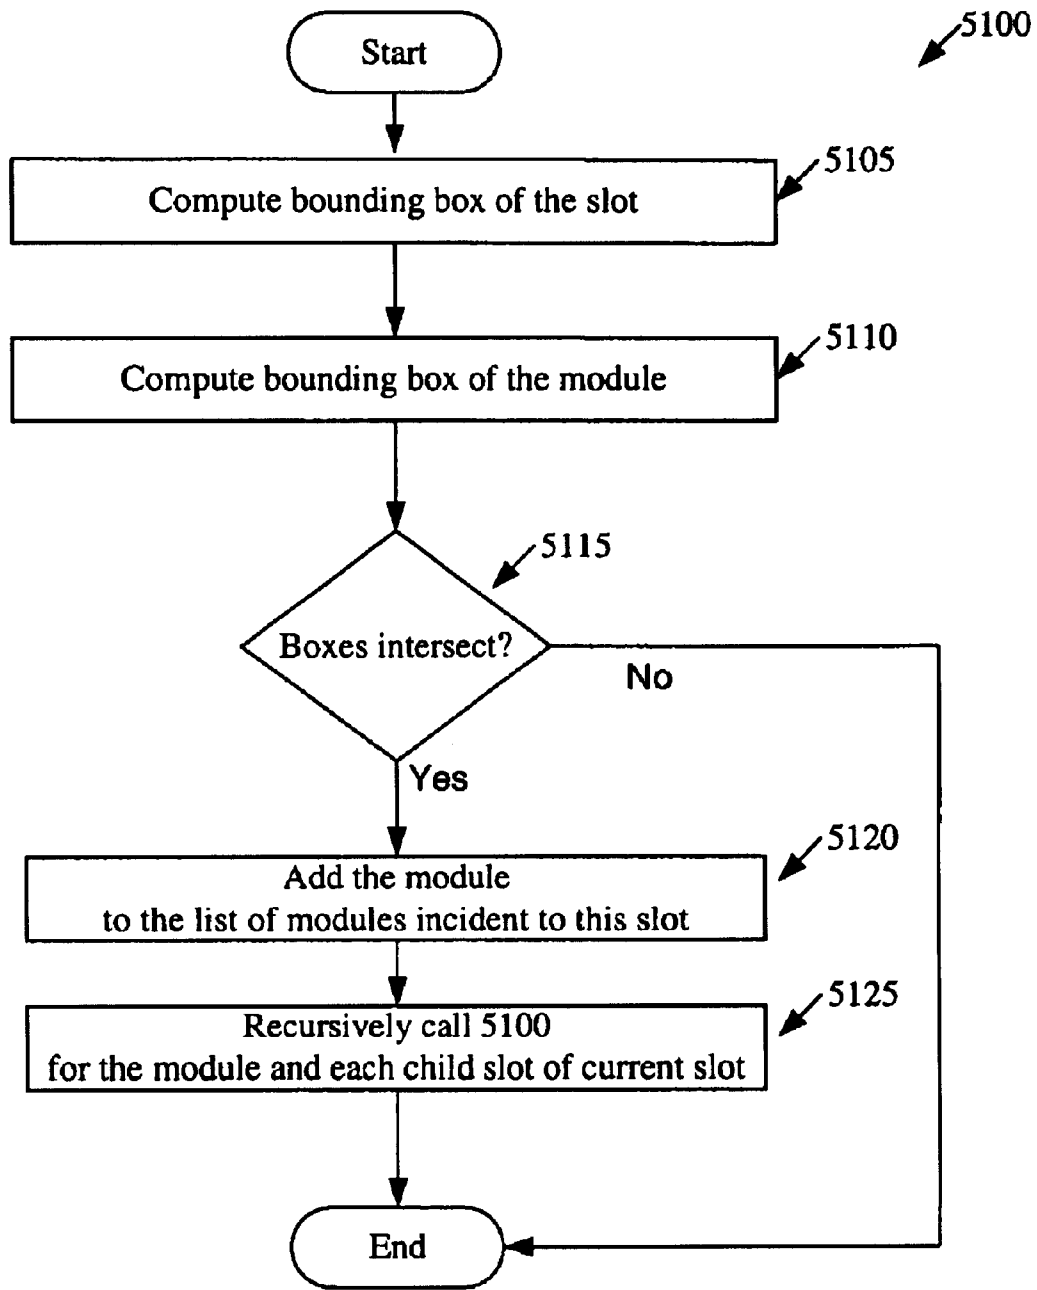 Start
5100
5105
Compute bounding box of the slot
5110
Compute bounding box of the module
5115
Boxes intersect?
No
Yes
5120
Add the module
to the list of modules incident to this slot
5125
Recursively call 5100
for the module and each child slot of current slot
End